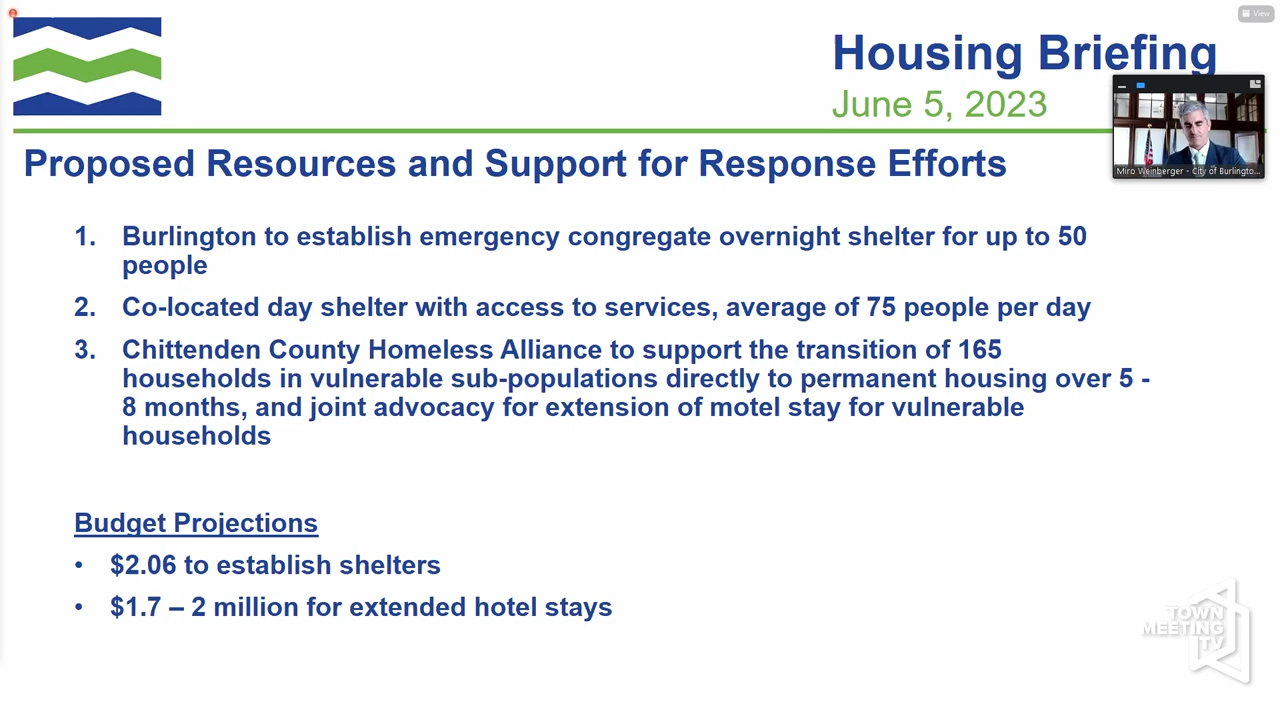 View
Housing Briefing
June 5, 2023
Miro Weinberger - City of Burlingto...
Proposed Resources and Support for Response Efforts
1. Burlington to establish emergency congregate overnight shelter for up to 50
people
2. Co-located day shelter with access to services, average of 75 people per day
3. Chittenden County Homeless Alliance to support the transition of 165
households in vulnerable sub-populations directly to permanent housing over 5 -
8 months, and joint advocacy for extension of motel stay for vulnerable
households
Budget Projections
• $2.06 to establish shelters
• $1.7 – 2 million for extended hotel stays
TOWN
MEETING
TV